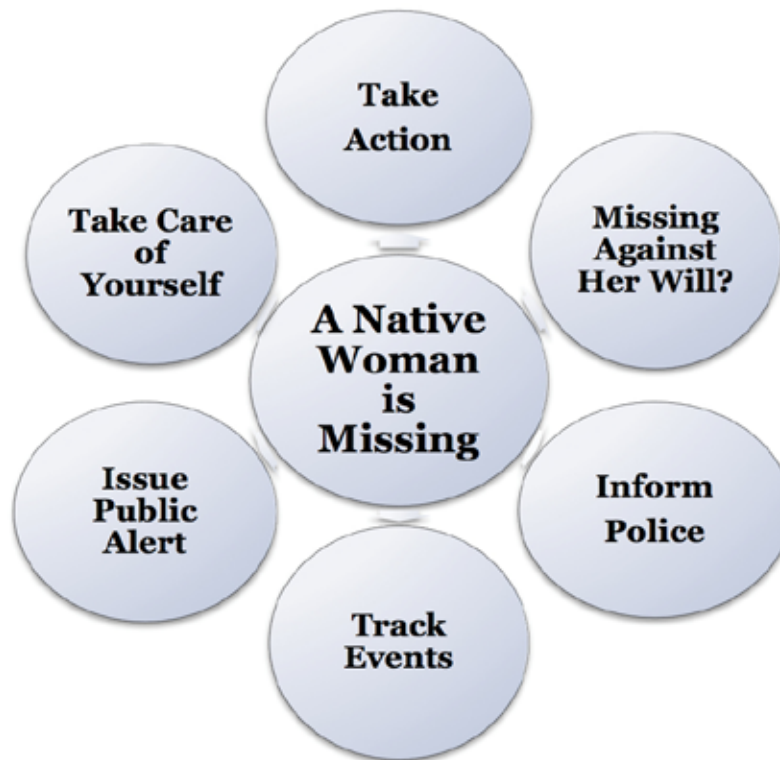 Take
Action
Missing
Against
Her Will?
Inform
Police
Track
Events
Issue
Public
Alert
Take Care
of
Yourself
A Native
Woman
is
Missing